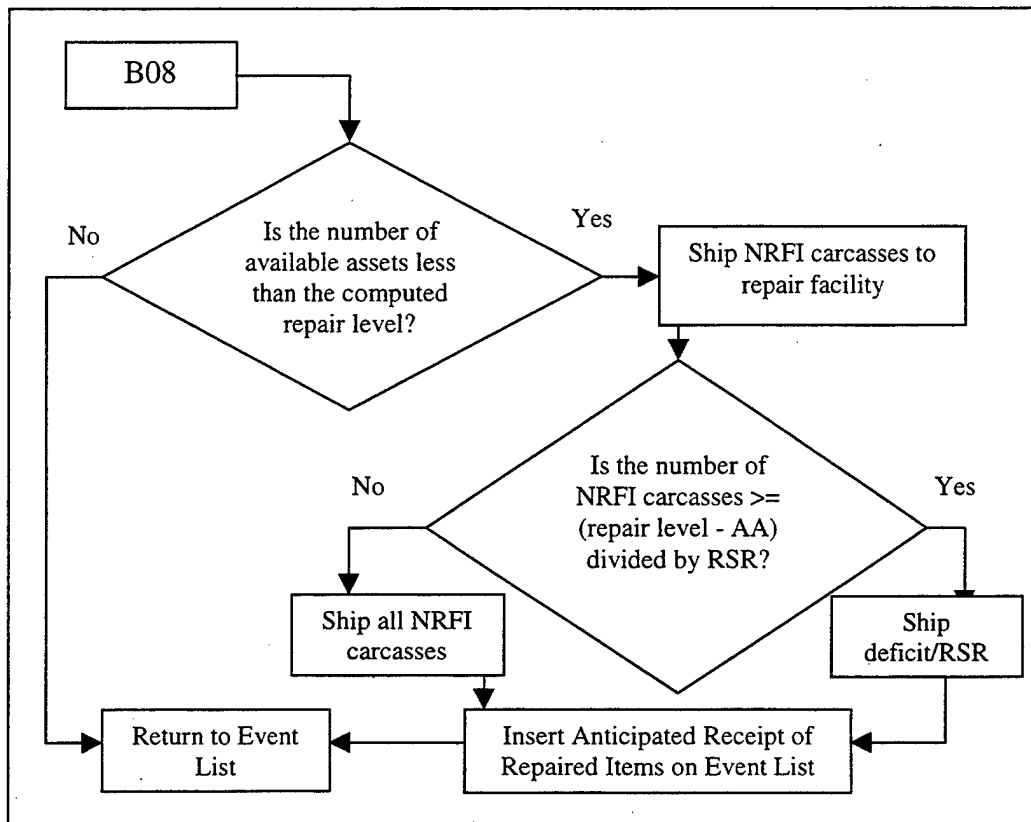 B08
No
Is the number of
available assets less
than the computed
repair level?
Yes
Ship NRFI carcasses to
repair facility
No
Is the number of
NRFI carcasses >=
(repair level - AA)
divided by RSR?
Yes
Ship all NRFI
carcasses
Ship
deficit/RSR
Return to Event
List
Insert Anticipated Receipt of
Repaired Items on Event List